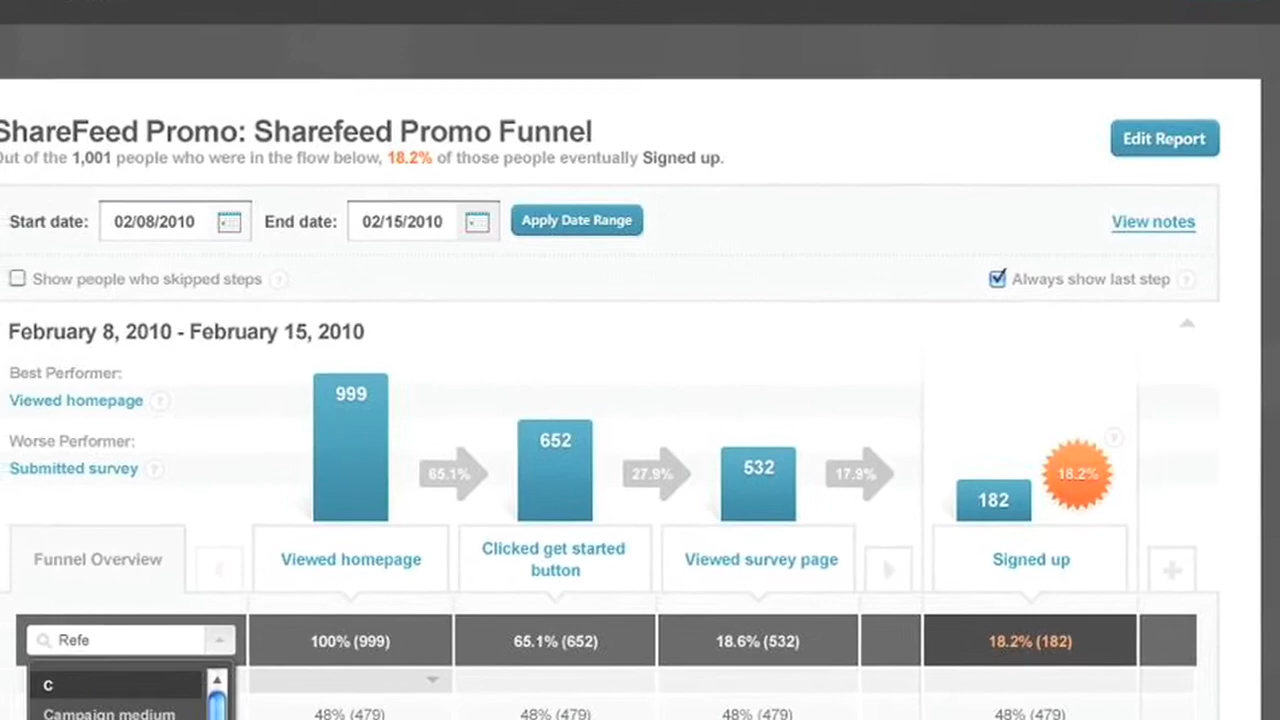 ShareFeed Promo: Sharefeed Promo Funnel
Edit Report
Out of the 1,001 people who were in the flow below, 18.2% of those people eventually Signed up.
Start date: 02/08/2010 End date: 02/15/2010 Apply Date Range View notes
Show people who skipped steps ? Always show last step ?
February 8, 2010 - February 15, 2010
Best Performer:
Viewed homepage ?
Worse Performer:
Submitted survey ?
999
65.1%
652
27.9%
532
17.9%
182
18.2%
?
Funnel Overview
Viewed homepage
Clicked get started
button
Viewed survey page
Signed up
Refe
100% (999) 65.1% (652) 18.6% (532) 18.2% (182)
C
Campaign medium
48% (479) 48% (479) 48% (479) 48% (479)